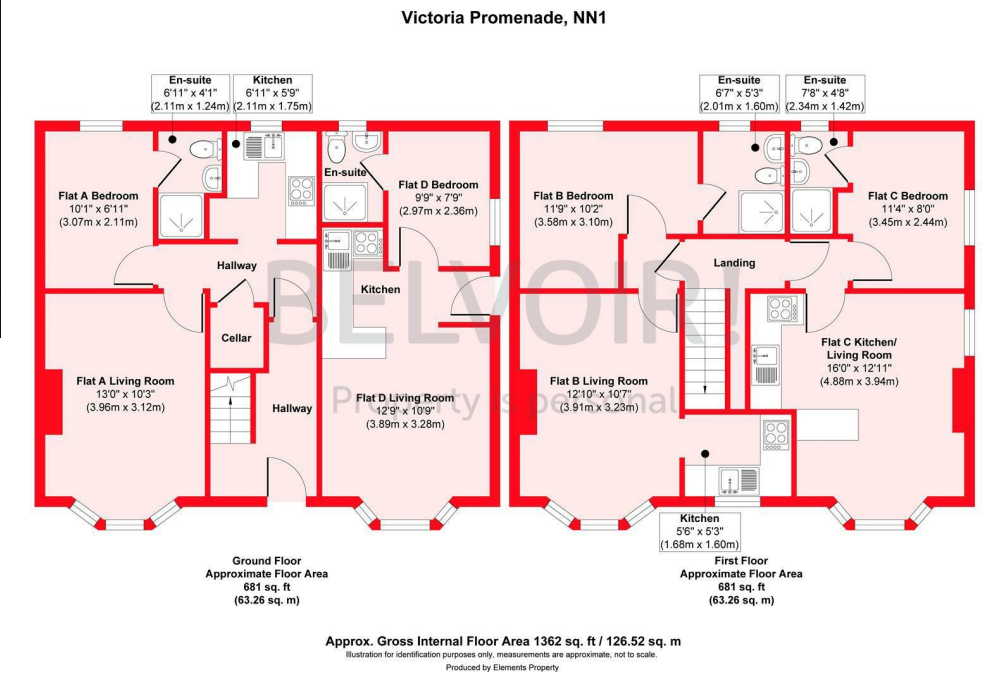 Victoria Promenade, NN1
En-suite
6'11" x 4'1"
(2.11m x 1.24m)
Kitchen
6'11" x 5'9"
(2.11m x 1.75m)
En-suite
6'7" x 5'3"
(2.01m x 1.60m)
En-suite
7'8" x 4'8"
(2.34m x 1.42m)
Flat A Bedroom
10'1" x 6'11"
(3.07m x 2.11m)
En-suite
Flat D Bedroom
9'9" x 7'9"
(2.97m x 2.36m)
Flat B Bedroom
11'9" x 10'2"
(3.58m x 3.10m)
Flat C Bedroom
11'4" x 8'0"
(3.45m x 2.44m)
Hallway
Kitchen
Landing
BELVOIR!
Property is personal
Cellar
Flat A Living Room
13'0" x 10'3"
(3.96m x 3.12m)
Hallway
Flat D Living Room
12'9" x 10'9"
(3.89m x 3.28m)
Flat B Living Room
12'10" x 10'7"
(3.91m x 3.23m)
Flat C Kitchen/
Living Room
16'0" x 12'11"
(4.88m x 3.94m)
Kitchen
5'6" x 5'3"
(1.68m x 1.60m)
Ground Floor
Approximate Floor Area
681 sq. ft
(63.26 sq. m)
First Floor
Approximate Floor Area
681 sq. ft
(63.26 sq. m)
Approx. Gross Internal Floor Area 1362 sq. ft / 126.52 sq. m
Illustration for identification purposes only, measurements are approximate, not to scale.
Produced by Elements Property